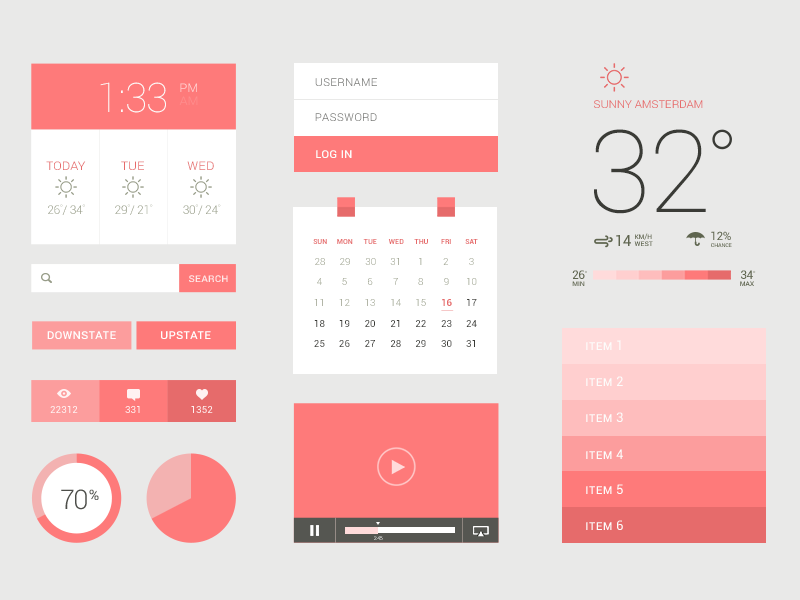 1:33 PM
AM
TODAY TUE WED
26°/ 34° 29°/ 21° 30°/ 24°
SEARCH
DOWNSTATE UPSTATE
22312 331 1352
70%
USERNAME
PASSWORD
LOG IN
SUN MON TUE WED THU FRI SAT
28 29 30 31 1 2 3
4 5 6 7 8 9 10
11 12 13 14 15 16 17
18 19 20 21 22 23 24
25 26 27 28 29 30 31
2:45
SUNNY AMSTERDAM
32°
14 KM/H WEST 12% CHANCE
26° MIN 34° MAX
ITEM 1
ITEM 2
ITEM 3
ITEM 4
ITEM 5
ITEM 6